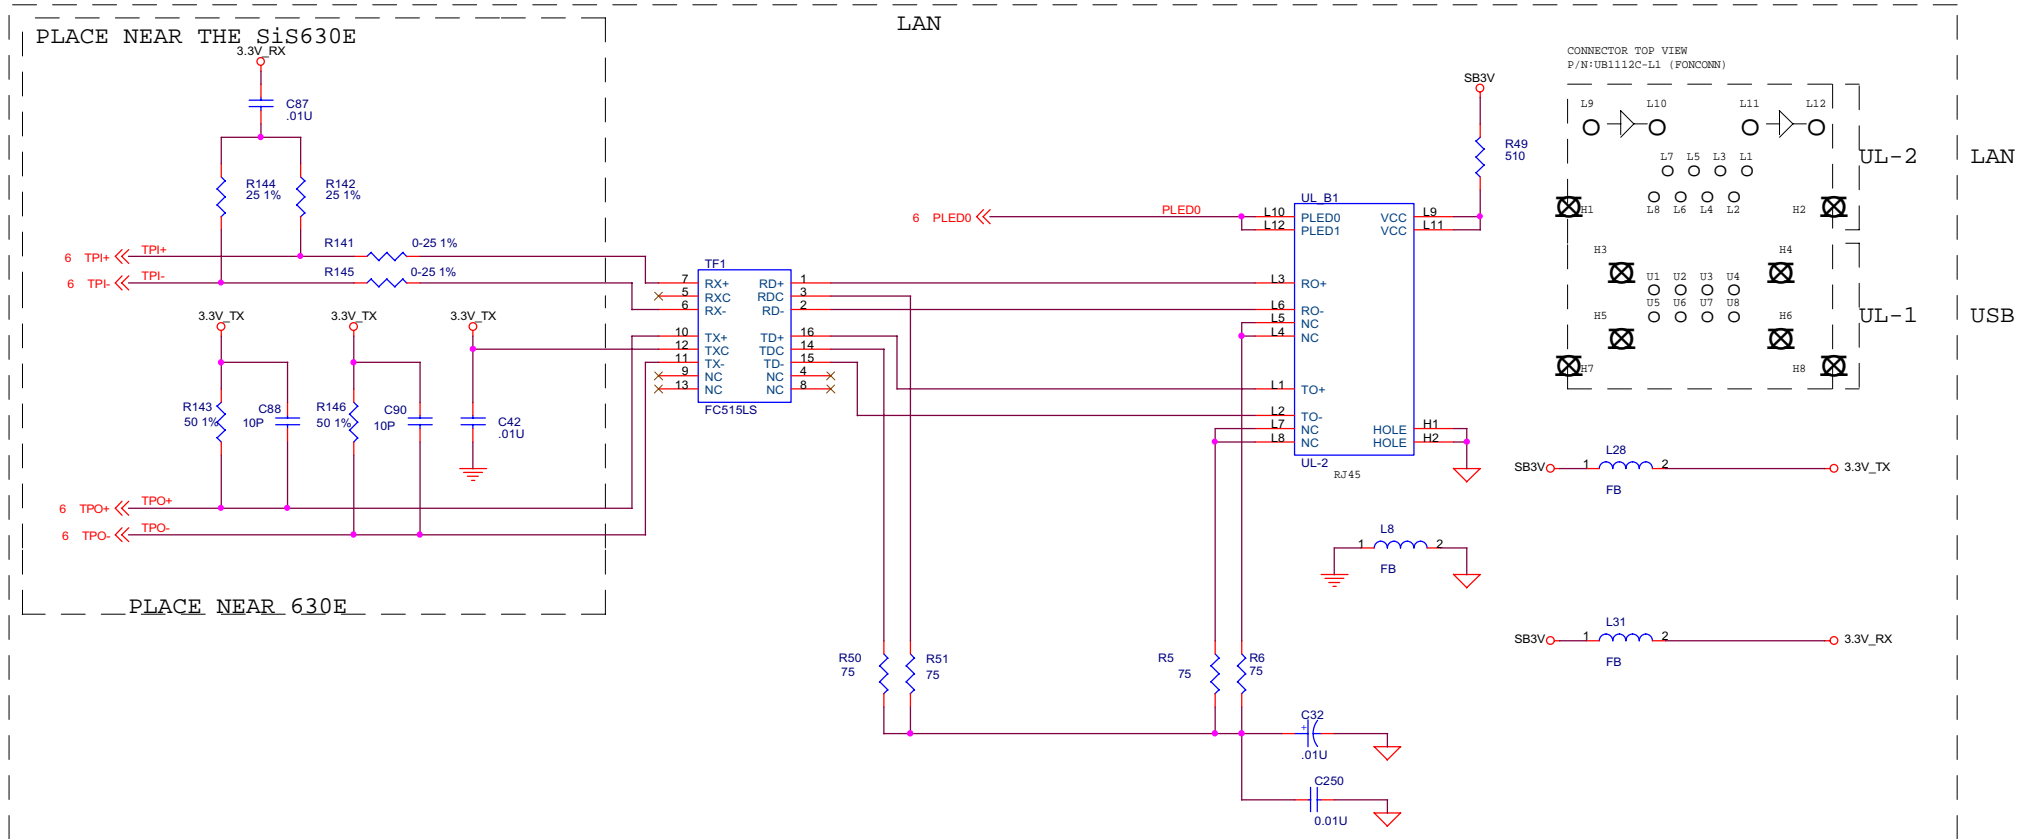 LAN
PLACE NEAR THE SiS630E
3.3V_RX
C87
.01U
R144
25 1%
R142
25 1%
R141
0-25 1%
6 TPI+
TPI+
R145
0-25 1%
6 TPI-
TPI-
3.3V_TX
3.3V_TX
3.3V_TX
R143
50 1%
C88
10P
R146
50 1%
C90
10P
C42
.01U
6 TPO+
TPO+
6 TPO-
TPO-
PLACE NEAR 630E
TF1
7 RX+ RD+ 1
5 RXC RDC 3
6 RX- RD- 2
10 TX+ TD+ 16
12 TXC TDC 14
11 TX- TD- 15
9 NC NC 4
13 NC NC 8
FC515LS
6 PLED0
PLED0
SB3V
R49
510
UL_B1
L10 PLED0 VCC L9
L12 PLED1 VCC L11
L3 RO+
L6 RO-
L5 NC
L4 NC
L1 TO+
L2 TO-
L7 NC HOLE H1
L8 NC HOLE H2
UL-2
RJ45
CONNECTOR TOP VIEW
P/N:UB1112C-L1 (FONCONN)
L9 L10 L11 L12
L7 L5 L3 L1
H1 L8 L6 L4 L2 H2
H3 H4
U1 U2 U3 U4
U5 U6 U7 U8
H5 H6
H7 H8
UL-2 LAN
UL-1 USB
L28
SB3V 1 2 3.3V_TX
FB
L8
1 2
FB
L31
SB3V 1 2 3.3V_RX
FB
R50
75
R51
75
R5
75
R6
75
C32
+
.01U
C250
0.01U